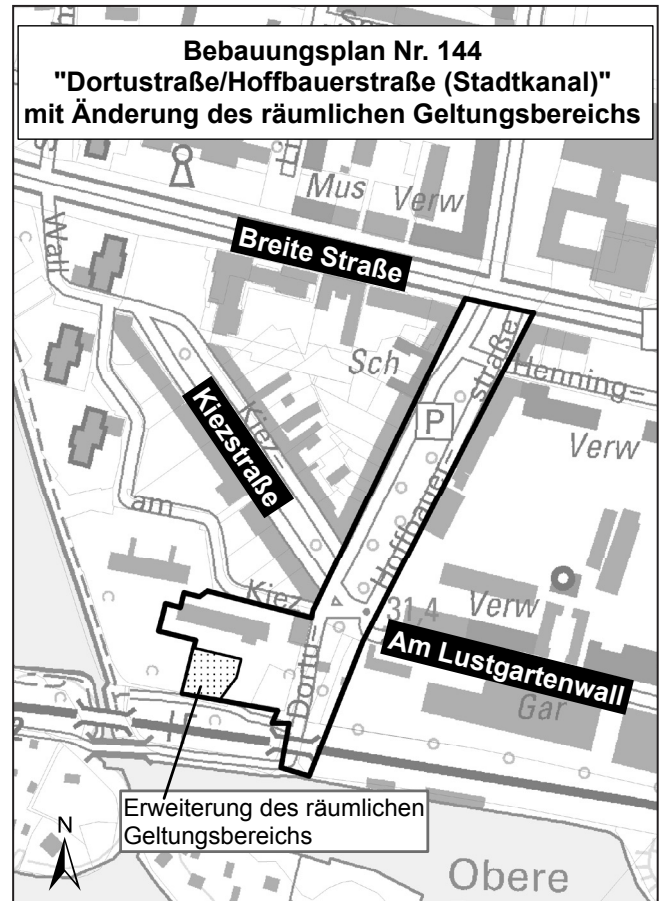 Bebauungsplan Nr. 144
"Dortustraße/Hoffbauerstraße (Stadtkanal)"
mit Änderung des räumlichen Geltungsbereichs
Mus
Verw
Wall
Breite Straße
Sch
straße
Henning-
P
Kiez-
Kiezstraße
Verw
am
Hoffbauer-
Kiez
31,4
Verw
Dortu-
Am Lustgartenwall
Gar
Erweiterung des räumlichen
Geltungsbereichs
N
Obere